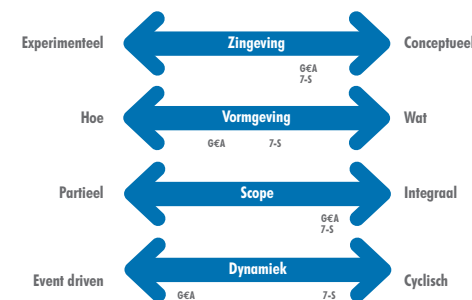 Experimenteel Zingeving Conceptueel
G€A
7-S
Hoe Vormgeving Wat
G€A 7-S
Partieel Scope Integraal
G€A
7-S
Event driven Dynamiek Cyclisch
G€A 7-S